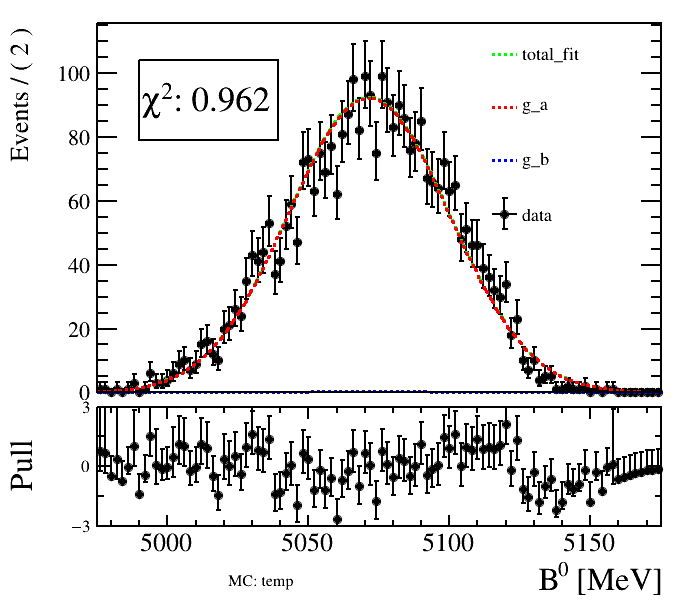 Events / ( 2 )
100
80
60
40
20
0
χ²: 0.962
total_fit
g_a
g_b
data
Pull
3
0
−3
5000 5050 5100 5150
MC: temp
B⁰ [MeV]